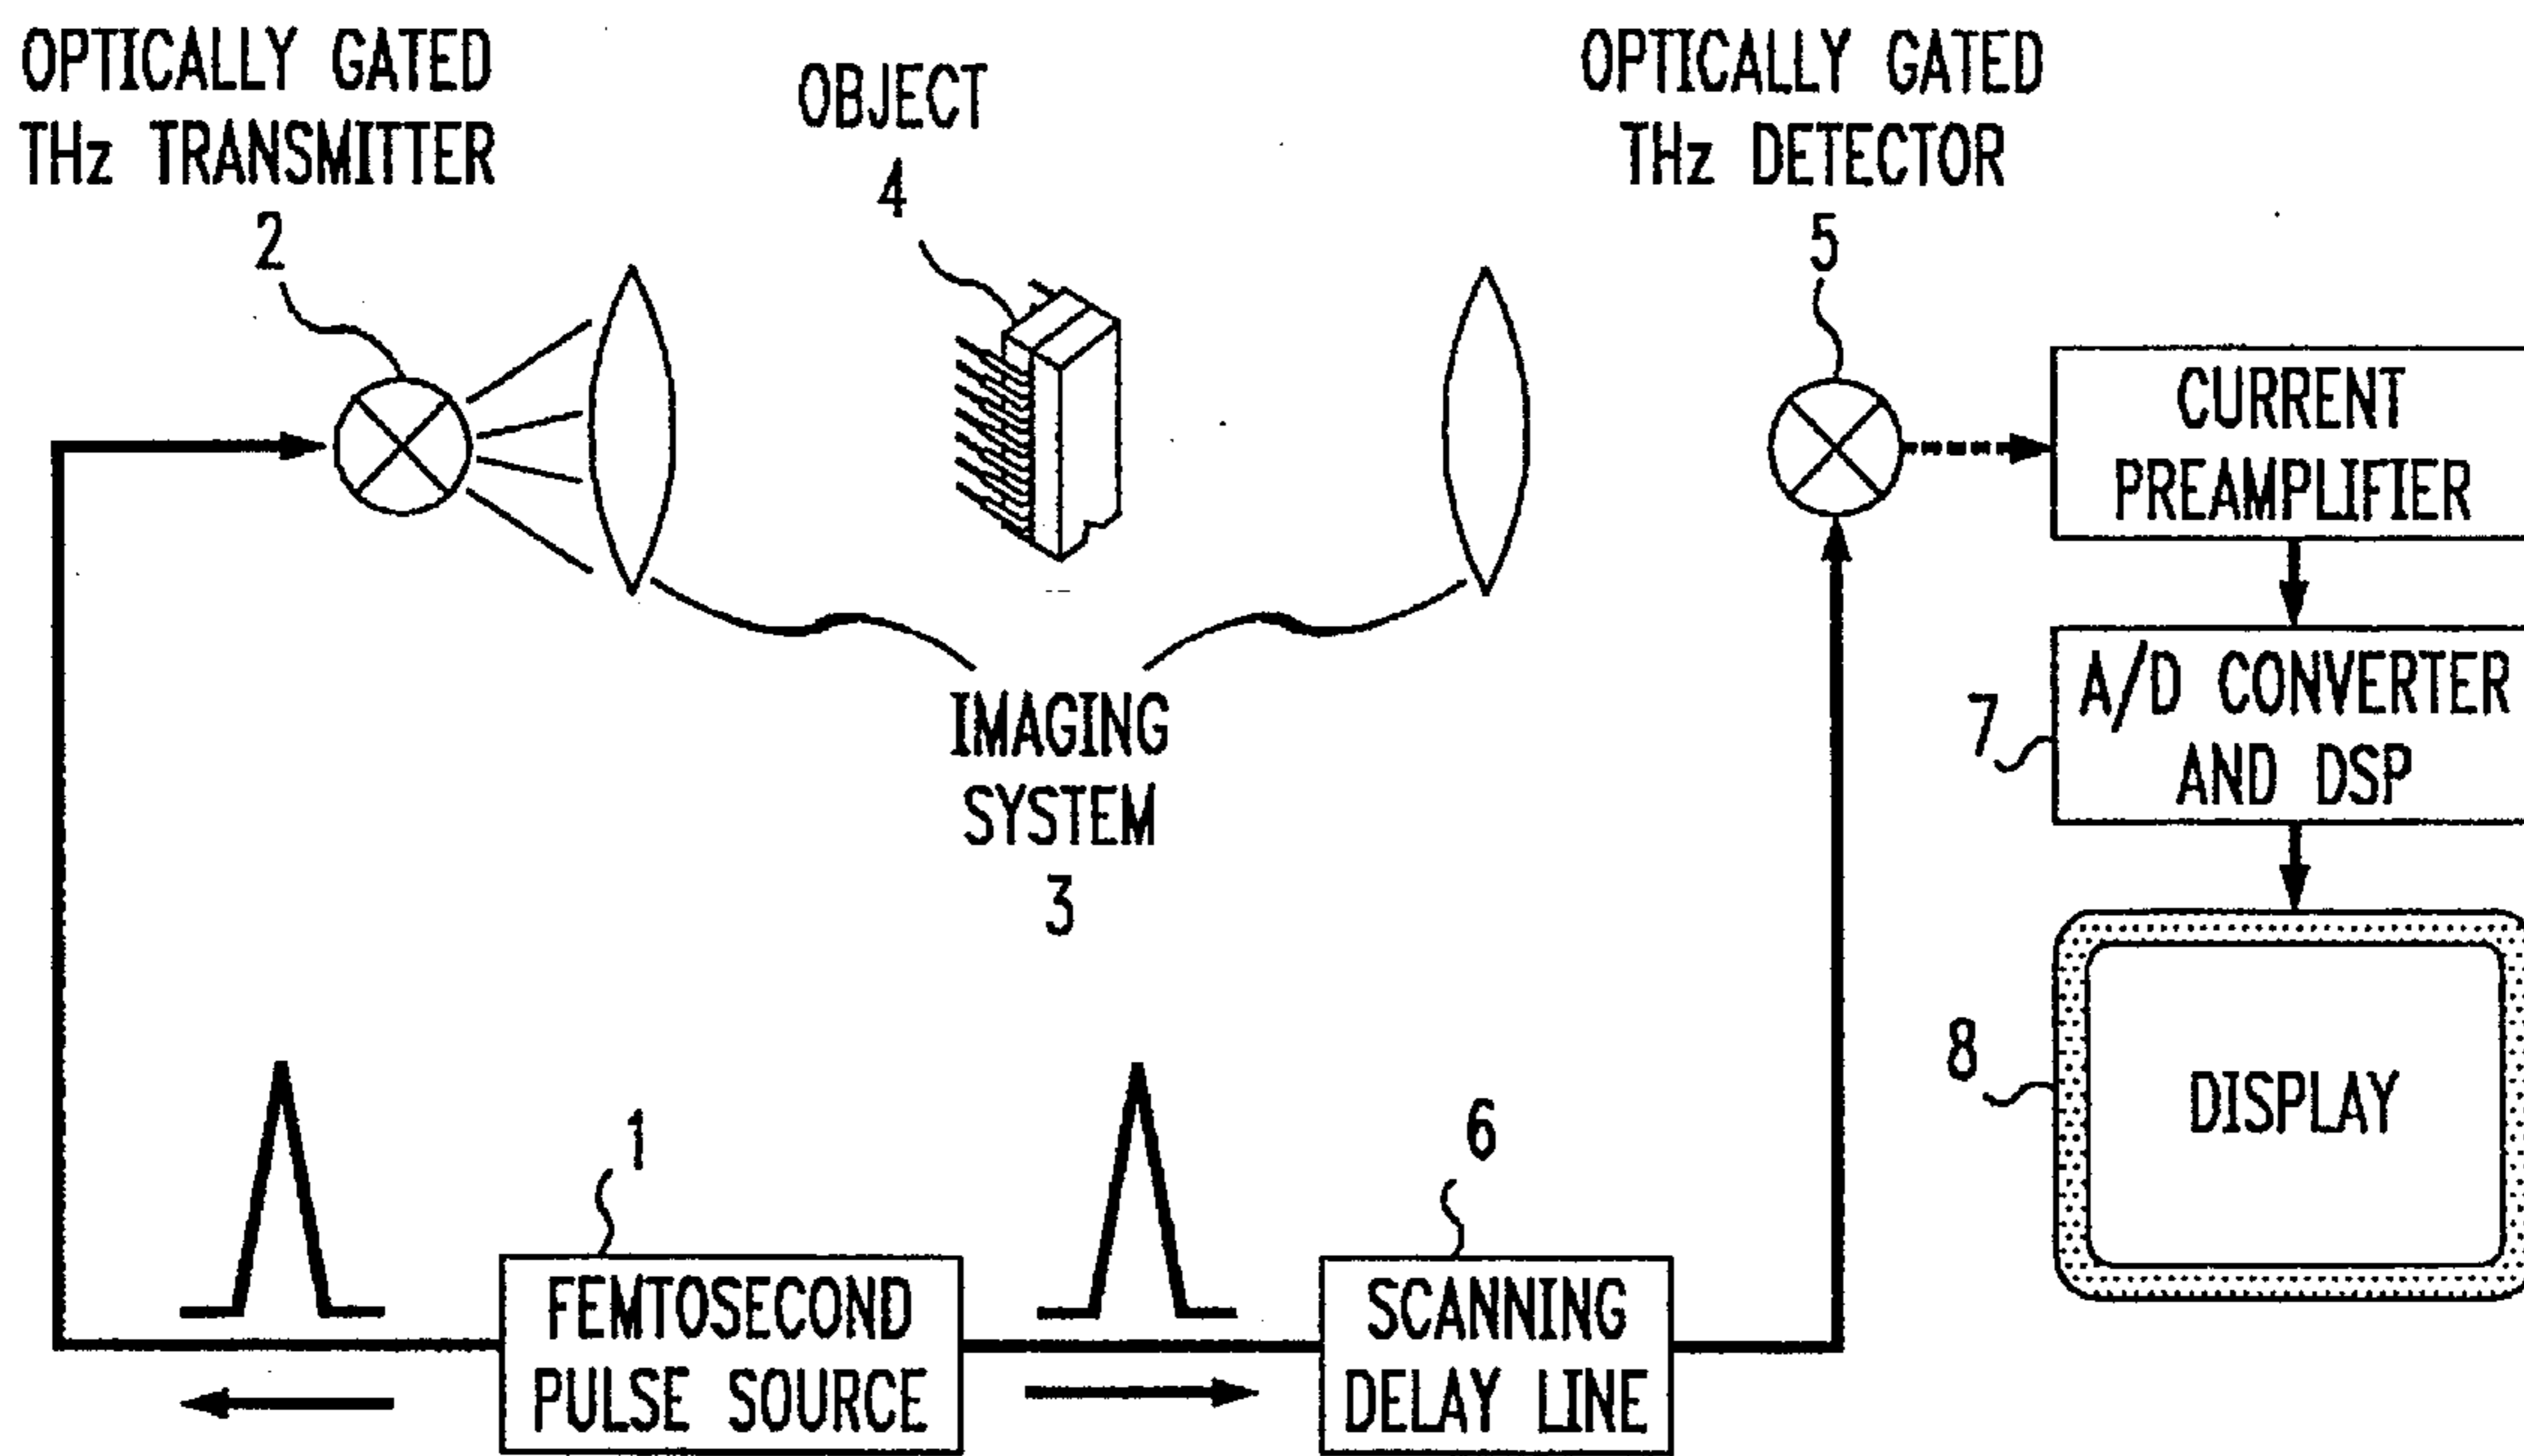 OPTICALLY GATED
THz TRANSMITTER
2
OBJECT
4
OPTICALLY GATED
THz DETECTOR
5
CURRENT
PREAMPLIFIER
7
A/D CONVERTER
AND DSP
IMAGING
SYSTEM
3
8
DISPLAY
1
FEMTOSECOND
PULSE SOURCE
6
SCANNING
DELAY LINE